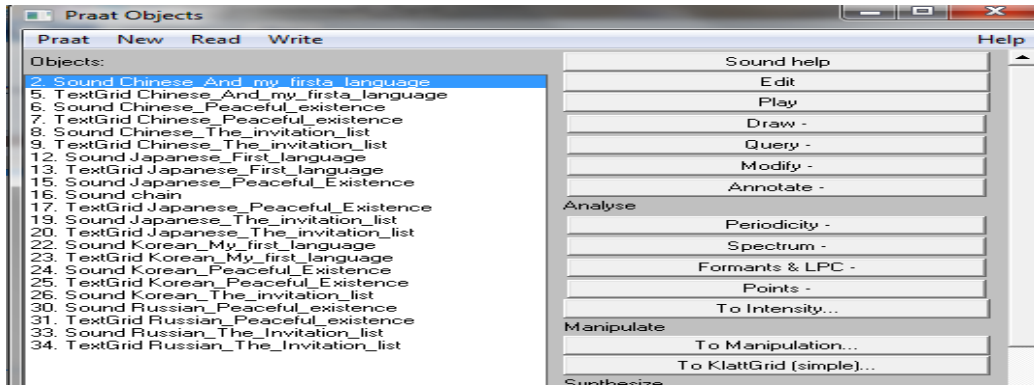 Praat Objects
Praat New Read Write Help
Objects:
2. Sound Chinese_And_my_firsta_language
5. TextGrid Chinese_And_my_firsta_language
6. Sound Chinese_Peaceful_existence
7. TextGrid Chinese_Peaceful_existence
8. Sound Chinese_The_invitation_list
9. TextGrid Chinese_The_invitation_list
12. Sound Japanese_First_language
13. TextGrid Japanese_First_language
15. Sound Japanese_Peaceful_Existence
16. Sound chain
17. TextGrid Japanese_Peaceful_Existence
19. Sound Japanese_The_invitation_list
20. TextGrid Japanese_The_invitation_list
22. Sound Korean_My_first_language
23. TextGrid Korean_My_first_language
24. Sound Korean_Peaceful_Existence
25. TextGrid Korean_Peaceful_Existence
26. Sound Korean_The_invitation_list
30. Sound Russian_Peaceful_existence
31. TextGrid Russian_Peaceful_existence
33. Sound Russian_The_Invitation_list
34. TextGrid Russian_The_Invitation_list
Sound help
Edit
Play
Draw -
Query -
Modify -
Annotate -
Analyse
Periodicity -
Spectrum -
Formants & LPC -
Points -
To Intensity...
Manipulate
To Manipulation...
To KlattGrid (simple)...
Synthesize